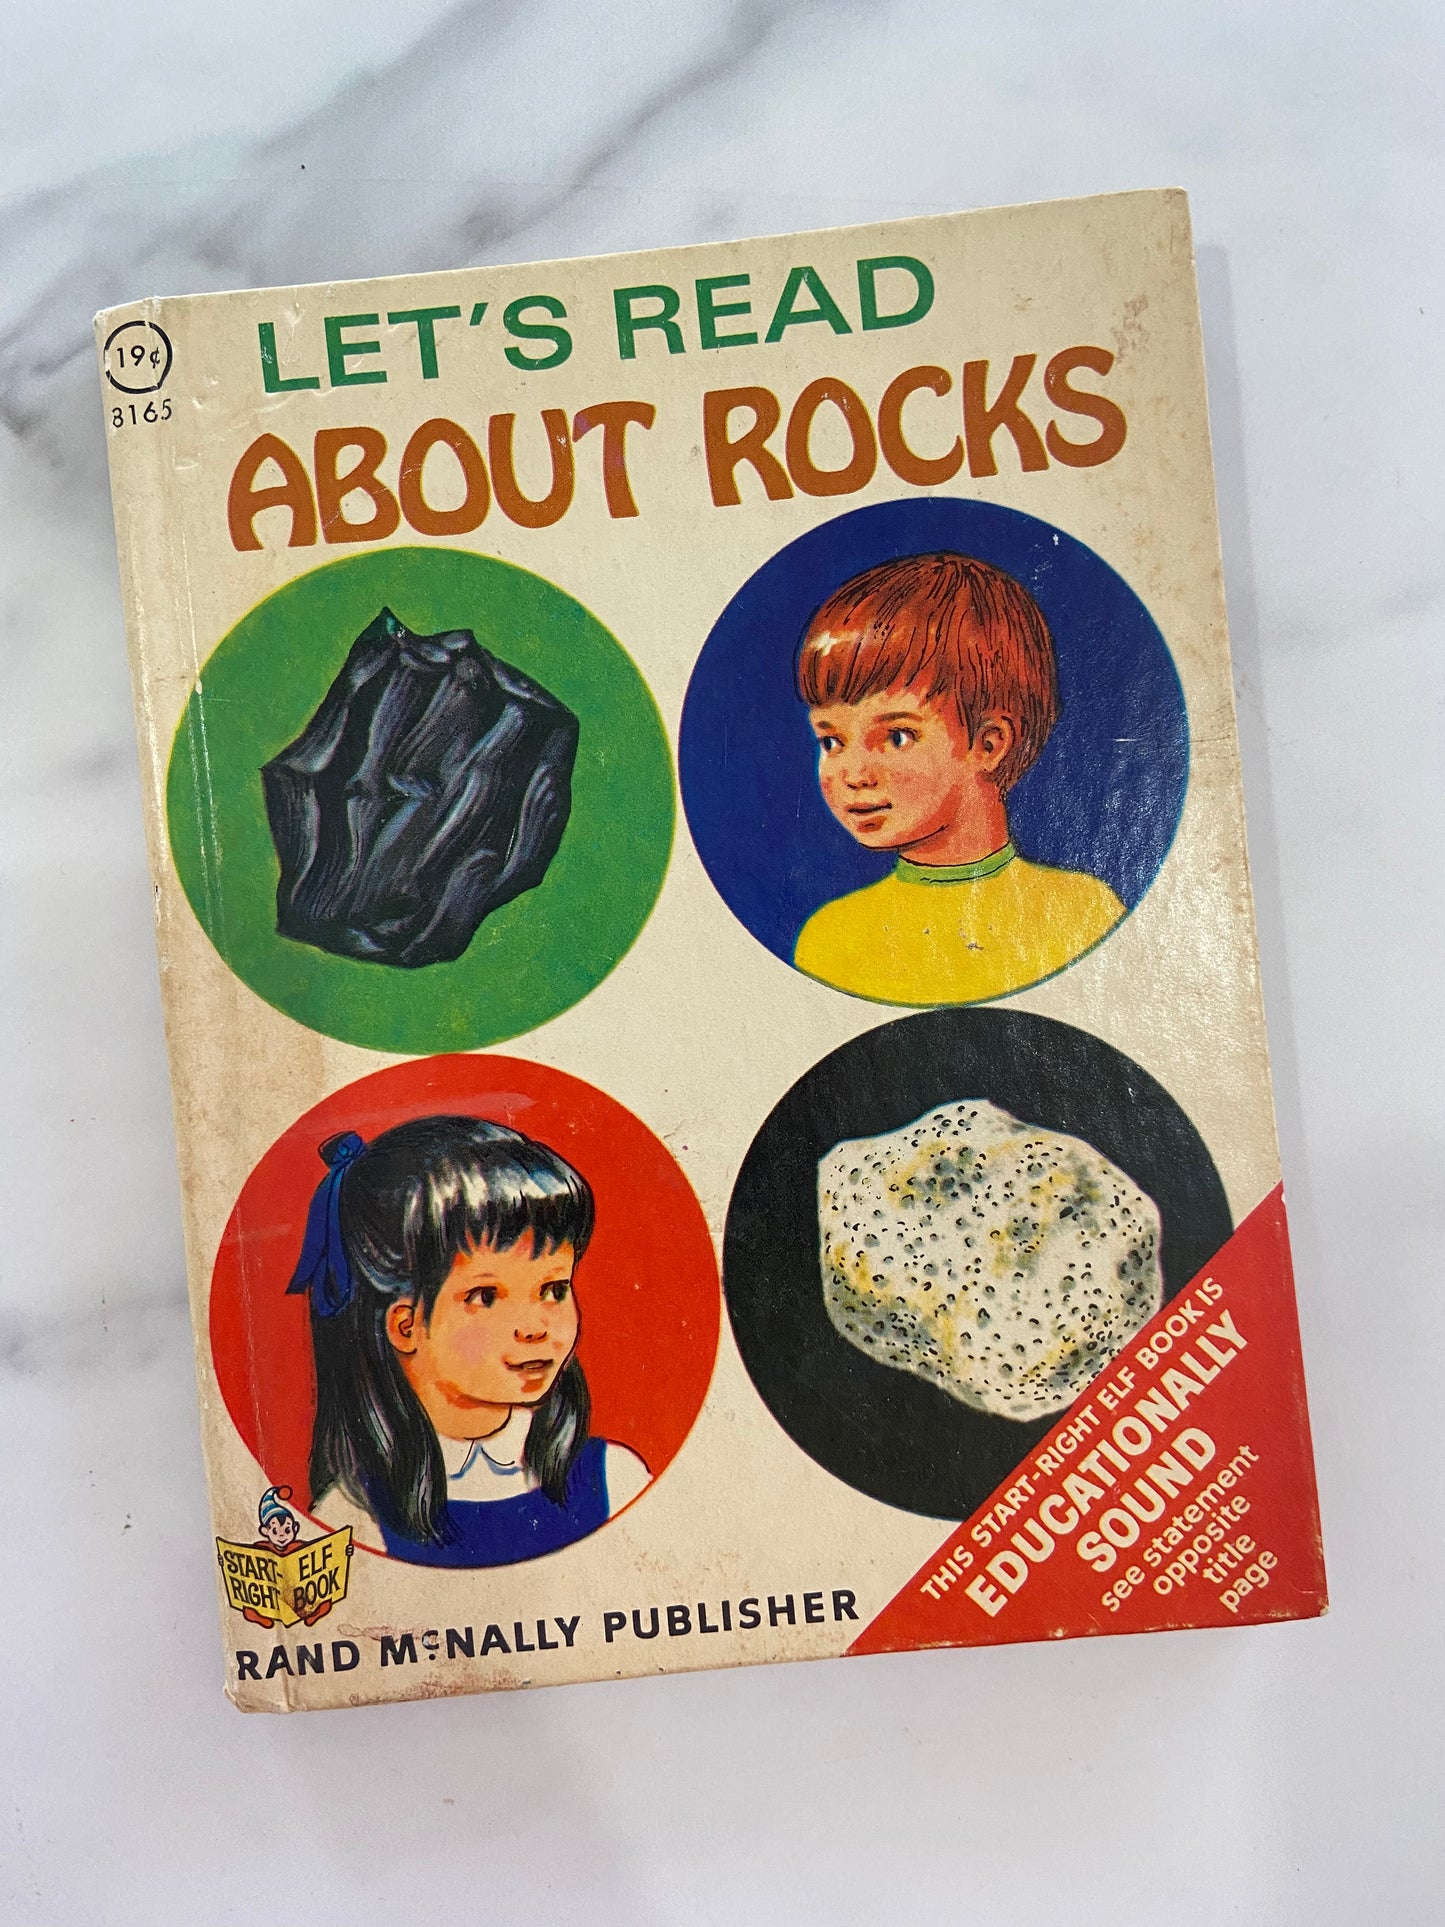 19¢
8165
LET'S READ
ABOUT ROCKS
THIS START-RIGHT ELF BOOK IS
EDUCATIONALLY
SOUND
see statement
opposite
title
page
START-RIGHT
ELF BOOK
RAND McNALLY PUBLISHER